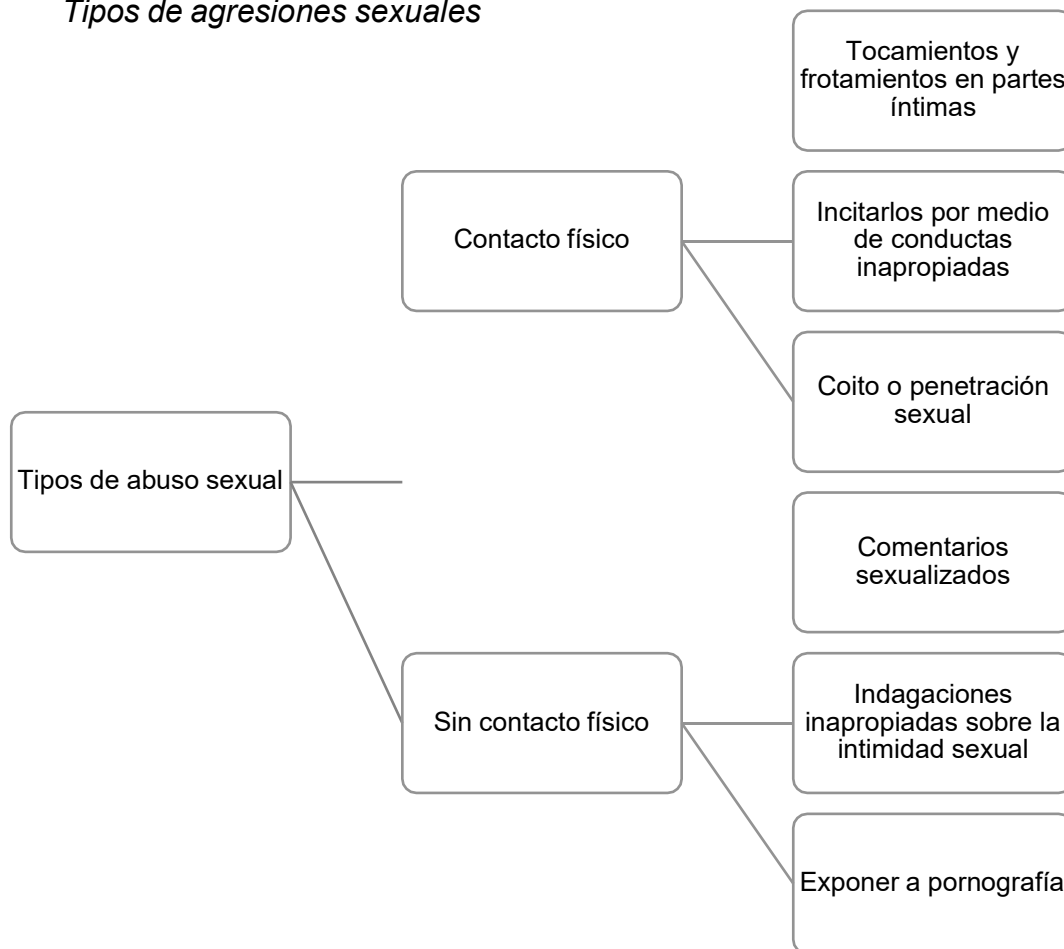 Tipos de agresiones sexuales
Tocamientos y
frotamientos en partes
íntimas
Contacto físico
Incitarlos por medio
de conductas
inapropiadas
Coito o penetración
sexual
Tipos de abuso sexual
Comentarios
sexualizados
Sin contacto físico
Indagaciones
inapropiadas sobre la
intimidad sexual
Exponer a pornografía